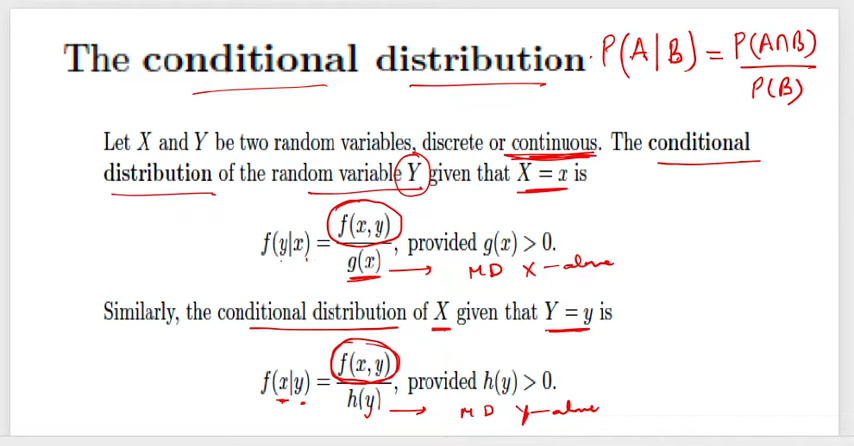 The conditional distribution. P(A|B) = P(A∩B)
P(B)
Let X and Y be two random variables, discrete or continuous. The conditional
distribution of the random variable Y given that X = x is
f(y|x) = f(x, y)
g(x) , provided g(x) > 0.
→ MD X-alone
Similarly, the conditional distribution of X given that Y = y is
f(x|y) = f(x, y)
h(y) , provided h(y) > 0.
→ MD Y-alone